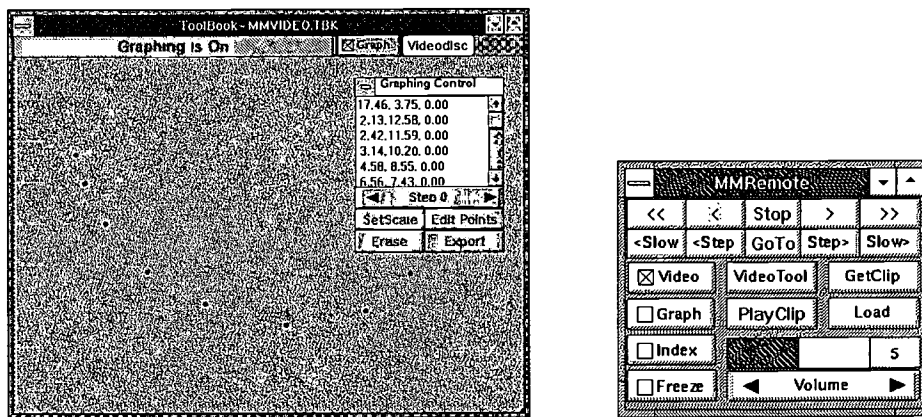 ToolBook - MMVIDEO.TBK
Graphing is On
Graph
Videodisc
Graphing Control
17.46, 3.75, 0.00
2.13,12.58, 0.00
2.42,11.59, 0.00
3.14,10.20, 0.00
4.58, 8.55, 0.00
6.56, 7.43, 0.00
Step 0
SetScale Edit Points
Erase Export
MMRemote
<< < Stop > >>
<Slow <Step GoTo Step> Slow>
Video VideoTool GetClip
Graph PlayClip Load
Index 5
Freeze Volume